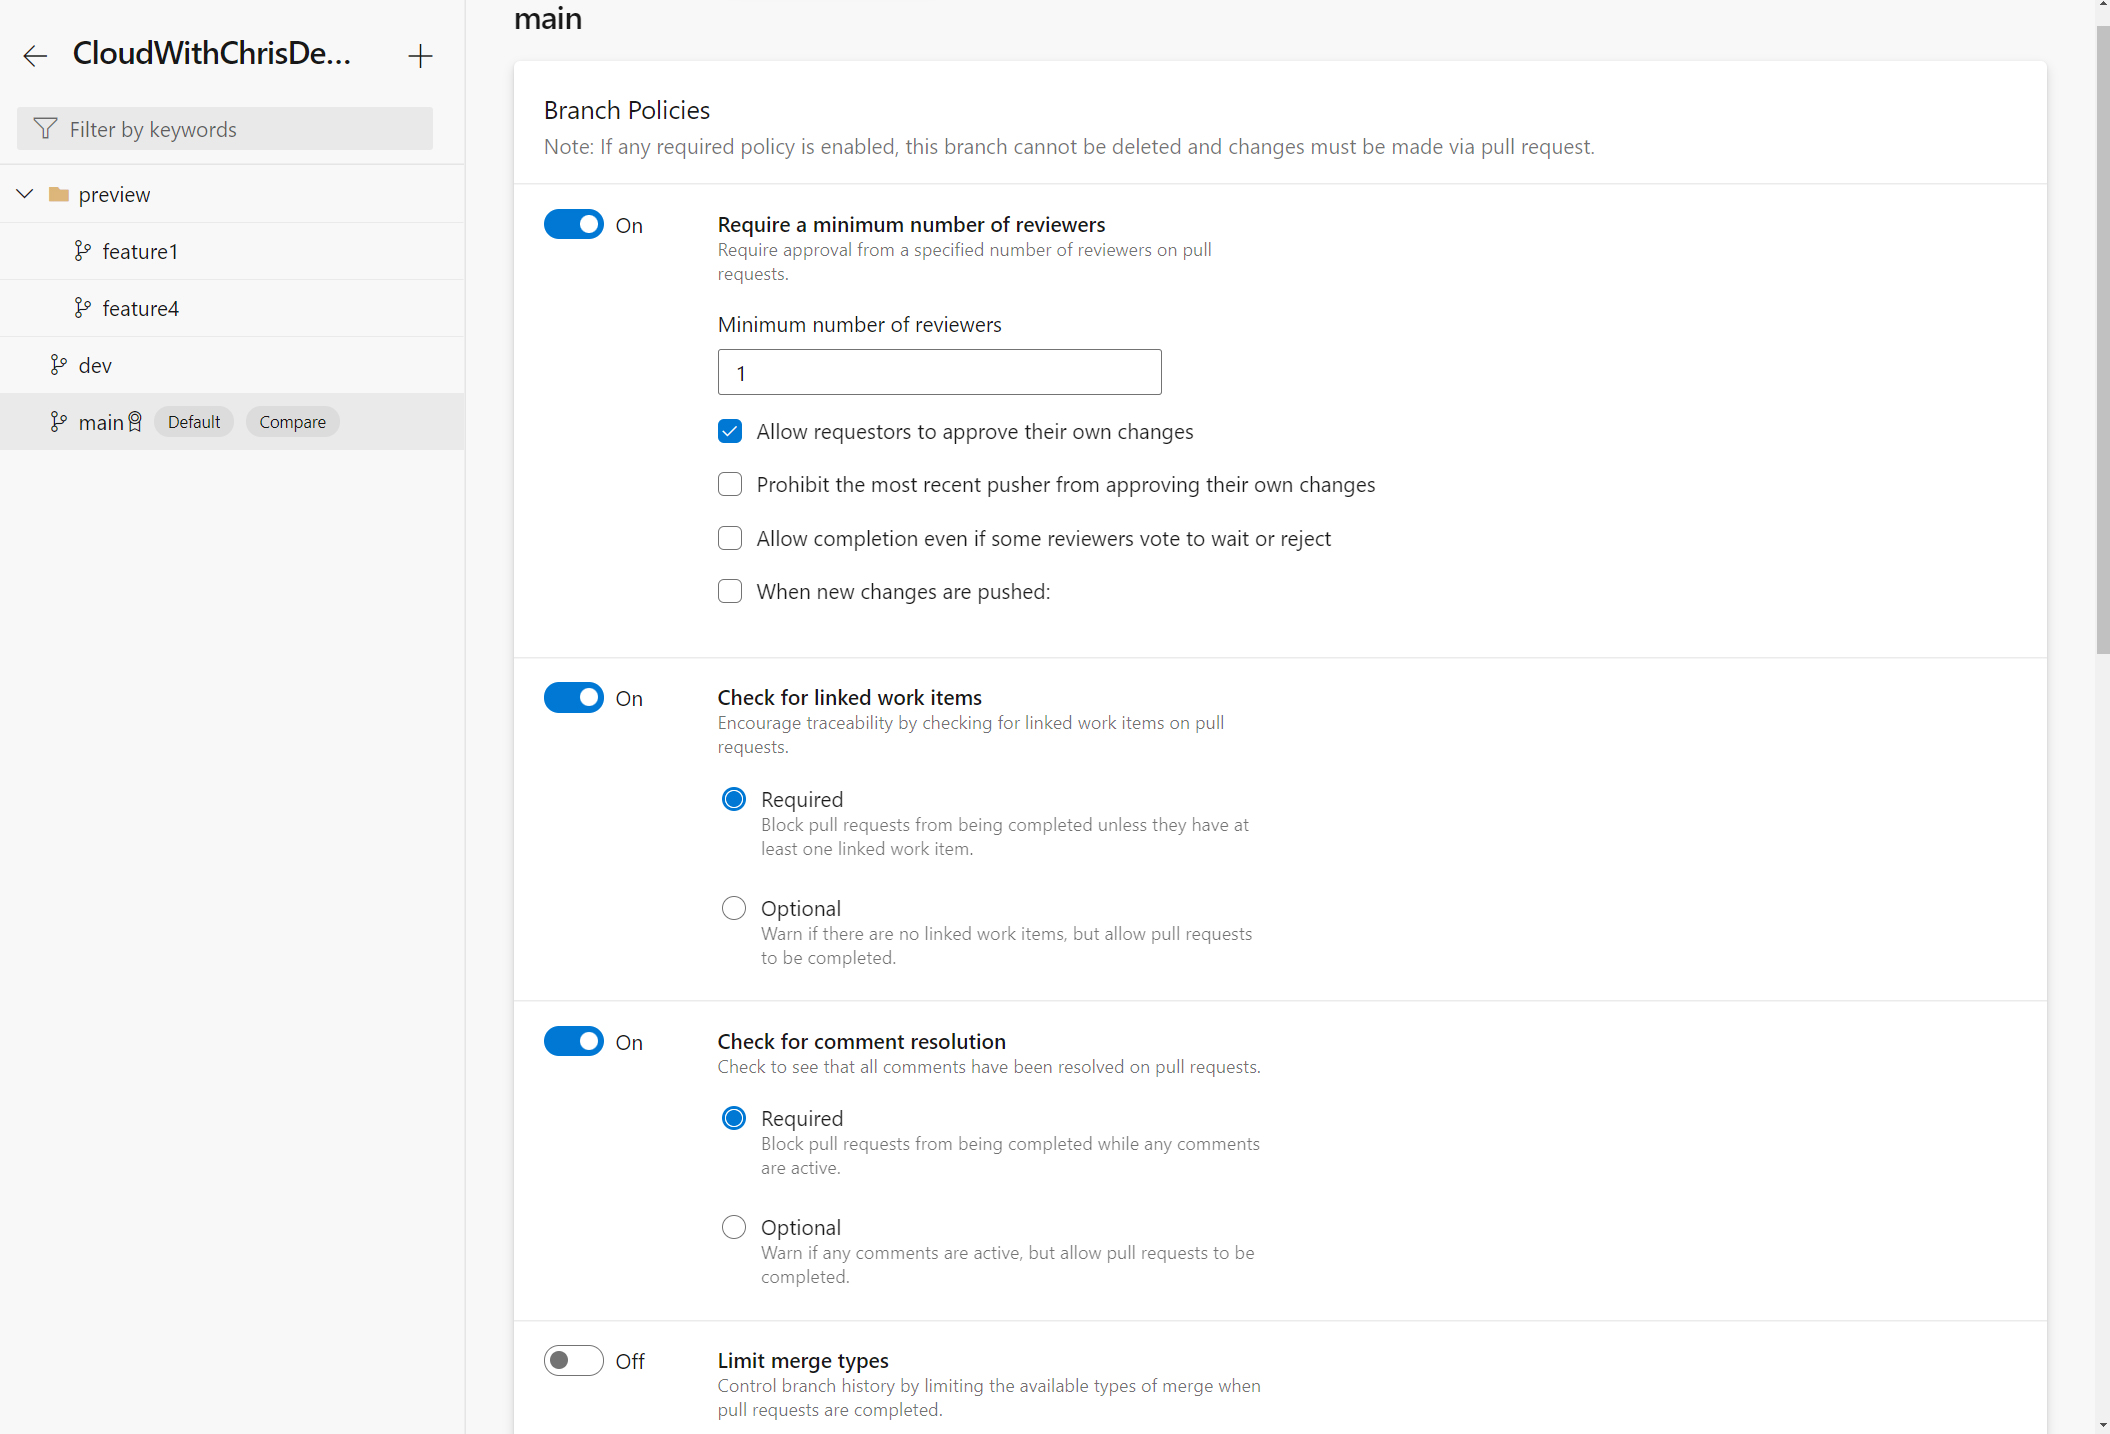 CloudWithChrisDe...
Filter by keywords
preview
feature1
feature4
dev
main
Default
Compare
main
Branch Policies
Note: If any required policy is enabled, this branch cannot be deleted and changes must be made via pull request.
On
Require a minimum number of reviewers
Require approval from a specified number of reviewers on pull
requests.
Minimum number of reviewers
1
Allow requestors to approve their own changes
Prohibit the most recent pusher from approving their own changes
Allow completion even if some reviewers vote to wait or reject
When new changes are pushed:
On
Check for linked work items
Encourage traceability by checking for linked work items on pull
requests.
Required
Block pull requests from being completed unless they have at
least one linked work item.
Optional
Warn if there are no linked work items, but allow pull requests
to be completed.
On
Check for comment resolution
Check to see that all comments have been resolved on pull requests.
Required
Block pull requests from being completed while any comments
are active.
Optional
Warn if any comments are active, but allow pull requests to be
completed.
Off
Limit merge types
Control branch history by limiting the available types of merge when
pull requests are completed.